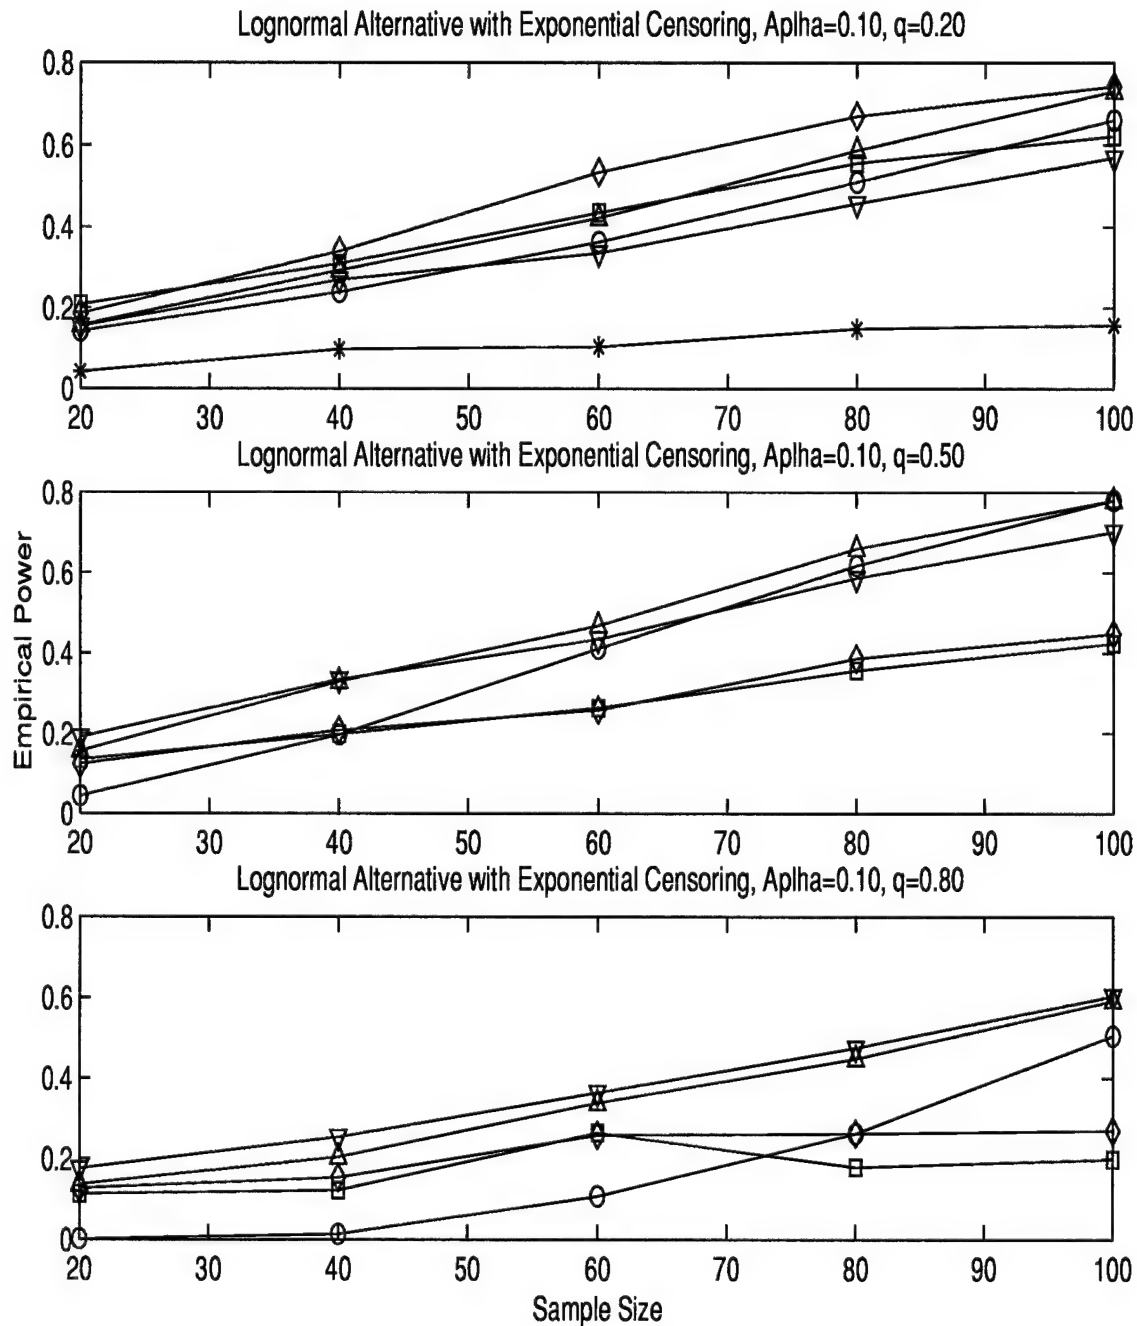 Lognormal Alternative with Exponential Censoring, Aplha=0.10, q=0.20
0.8
0.6
0.4
0.2
0
20 30 40 50 60 70 80 90 100
Lognormal Alternative with Exponential Censoring, Aplha=0.10, q=0.50
0.8
0.6
0.4
0.2
0
20 30 40 50 60 70 80 90 100
Empirical Power
Lognormal Alternative with Exponential Censoring, Aplha=0.10, q=0.80
0.8
0.6
0.4
0.2
0
20 30 40 50 60 70 80 90 100
Sample Size